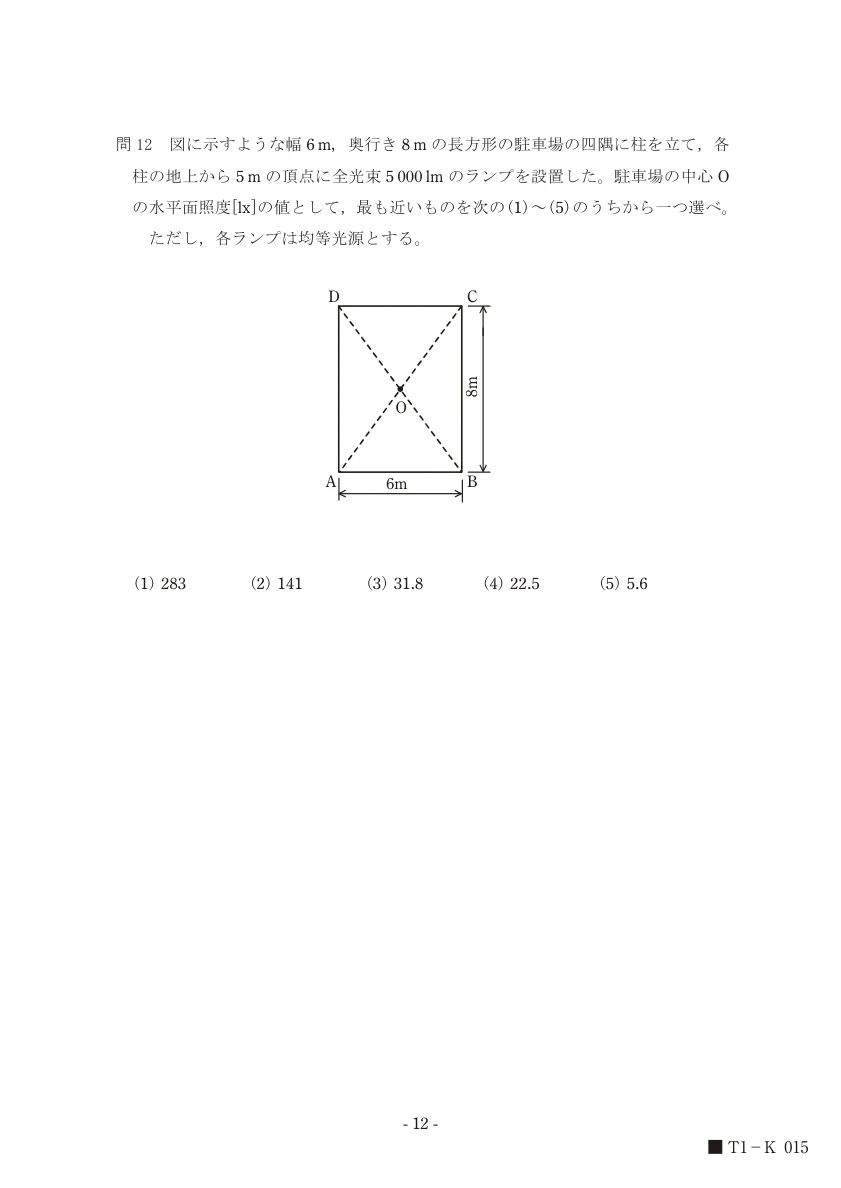 問 12　図に示すような幅 6 m，奥行き 8 m の長方形の駐車場の四隅に柱を立て，各
柱の地上から 5 m の頂点に全光束 5 000 lm のランプを設置した。駐車場の中心 O
の水平面照度[lx]の値として，最も近いものを次の(1)～(5)のうちから一つ選べ。
ただし，各ランプは均等光源とする。
D C
8m
O
A B
6m
(1) 283 (2) 141 (3) 31.8 (4) 22.5 (5) 5.6
- 12 -
■ T1－K 015